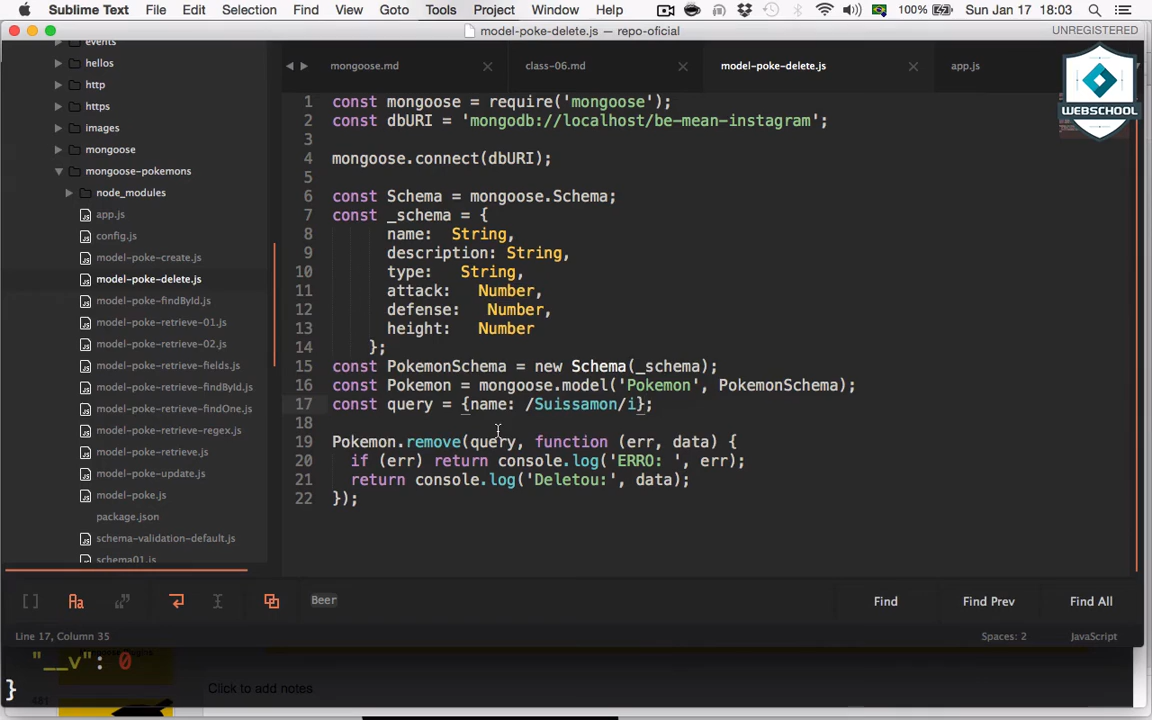 Sublime Text File Edit Selection Find View Goto Tools Project Window Help 100% Sun Jan 17 18:03
model-poke-delete.js — repo-oficial UNREGISTERED
mongoose.md class-06.md model-poke-delete.js app.js
WEBSCHOOL
events
hellos
http
https
images
mongoose
mongoose-pokemons
node_modules
app.js
config.js
model-poke-create.js
model-poke-delete.js
model-poke-findById.js
model-poke-retrieve-01.js
model-poke-retrieve-02.js
model-poke-retrieve-fields.js
model-poke-retrieve-findById.js
model-poke-retrieve-findOne.js
model-poke-retrieve-regex.js
model-poke-retrieve.js
model-poke-update.js
model-poke.js
package.json
schema-validation-default.js
schema01.js
1 const mongoose = require('mongoose');
2 const dbURI = 'mongodb://localhost/be-mean-instagram';
3
4 mongoose.connect(dbURI);
5
6 const Schema = mongoose.Schema;
7 const _schema = {
8 name: String,
9 description: String,
10 type: String,
11 attack: Number,
12 defense: Number,
13 height: Number
14 };
15 const PokemonSchema = new Schema(_schema);
16 const Pokemon = mongoose.model('Pokemon', PokemonSchema);
17 const query = {name: /Suissamon/i};
18
19 Pokemon.remove(query, function (err, data) {
20 if (err) return console.log('ERRO: ', err);
21 return console.log('Deletou:', data);
22 });
Aa Beer Find Find Prev Find All
Line 17, Column 35 Spaces: 2 JavaScript
"__v": 0
}
481
Click to add notes